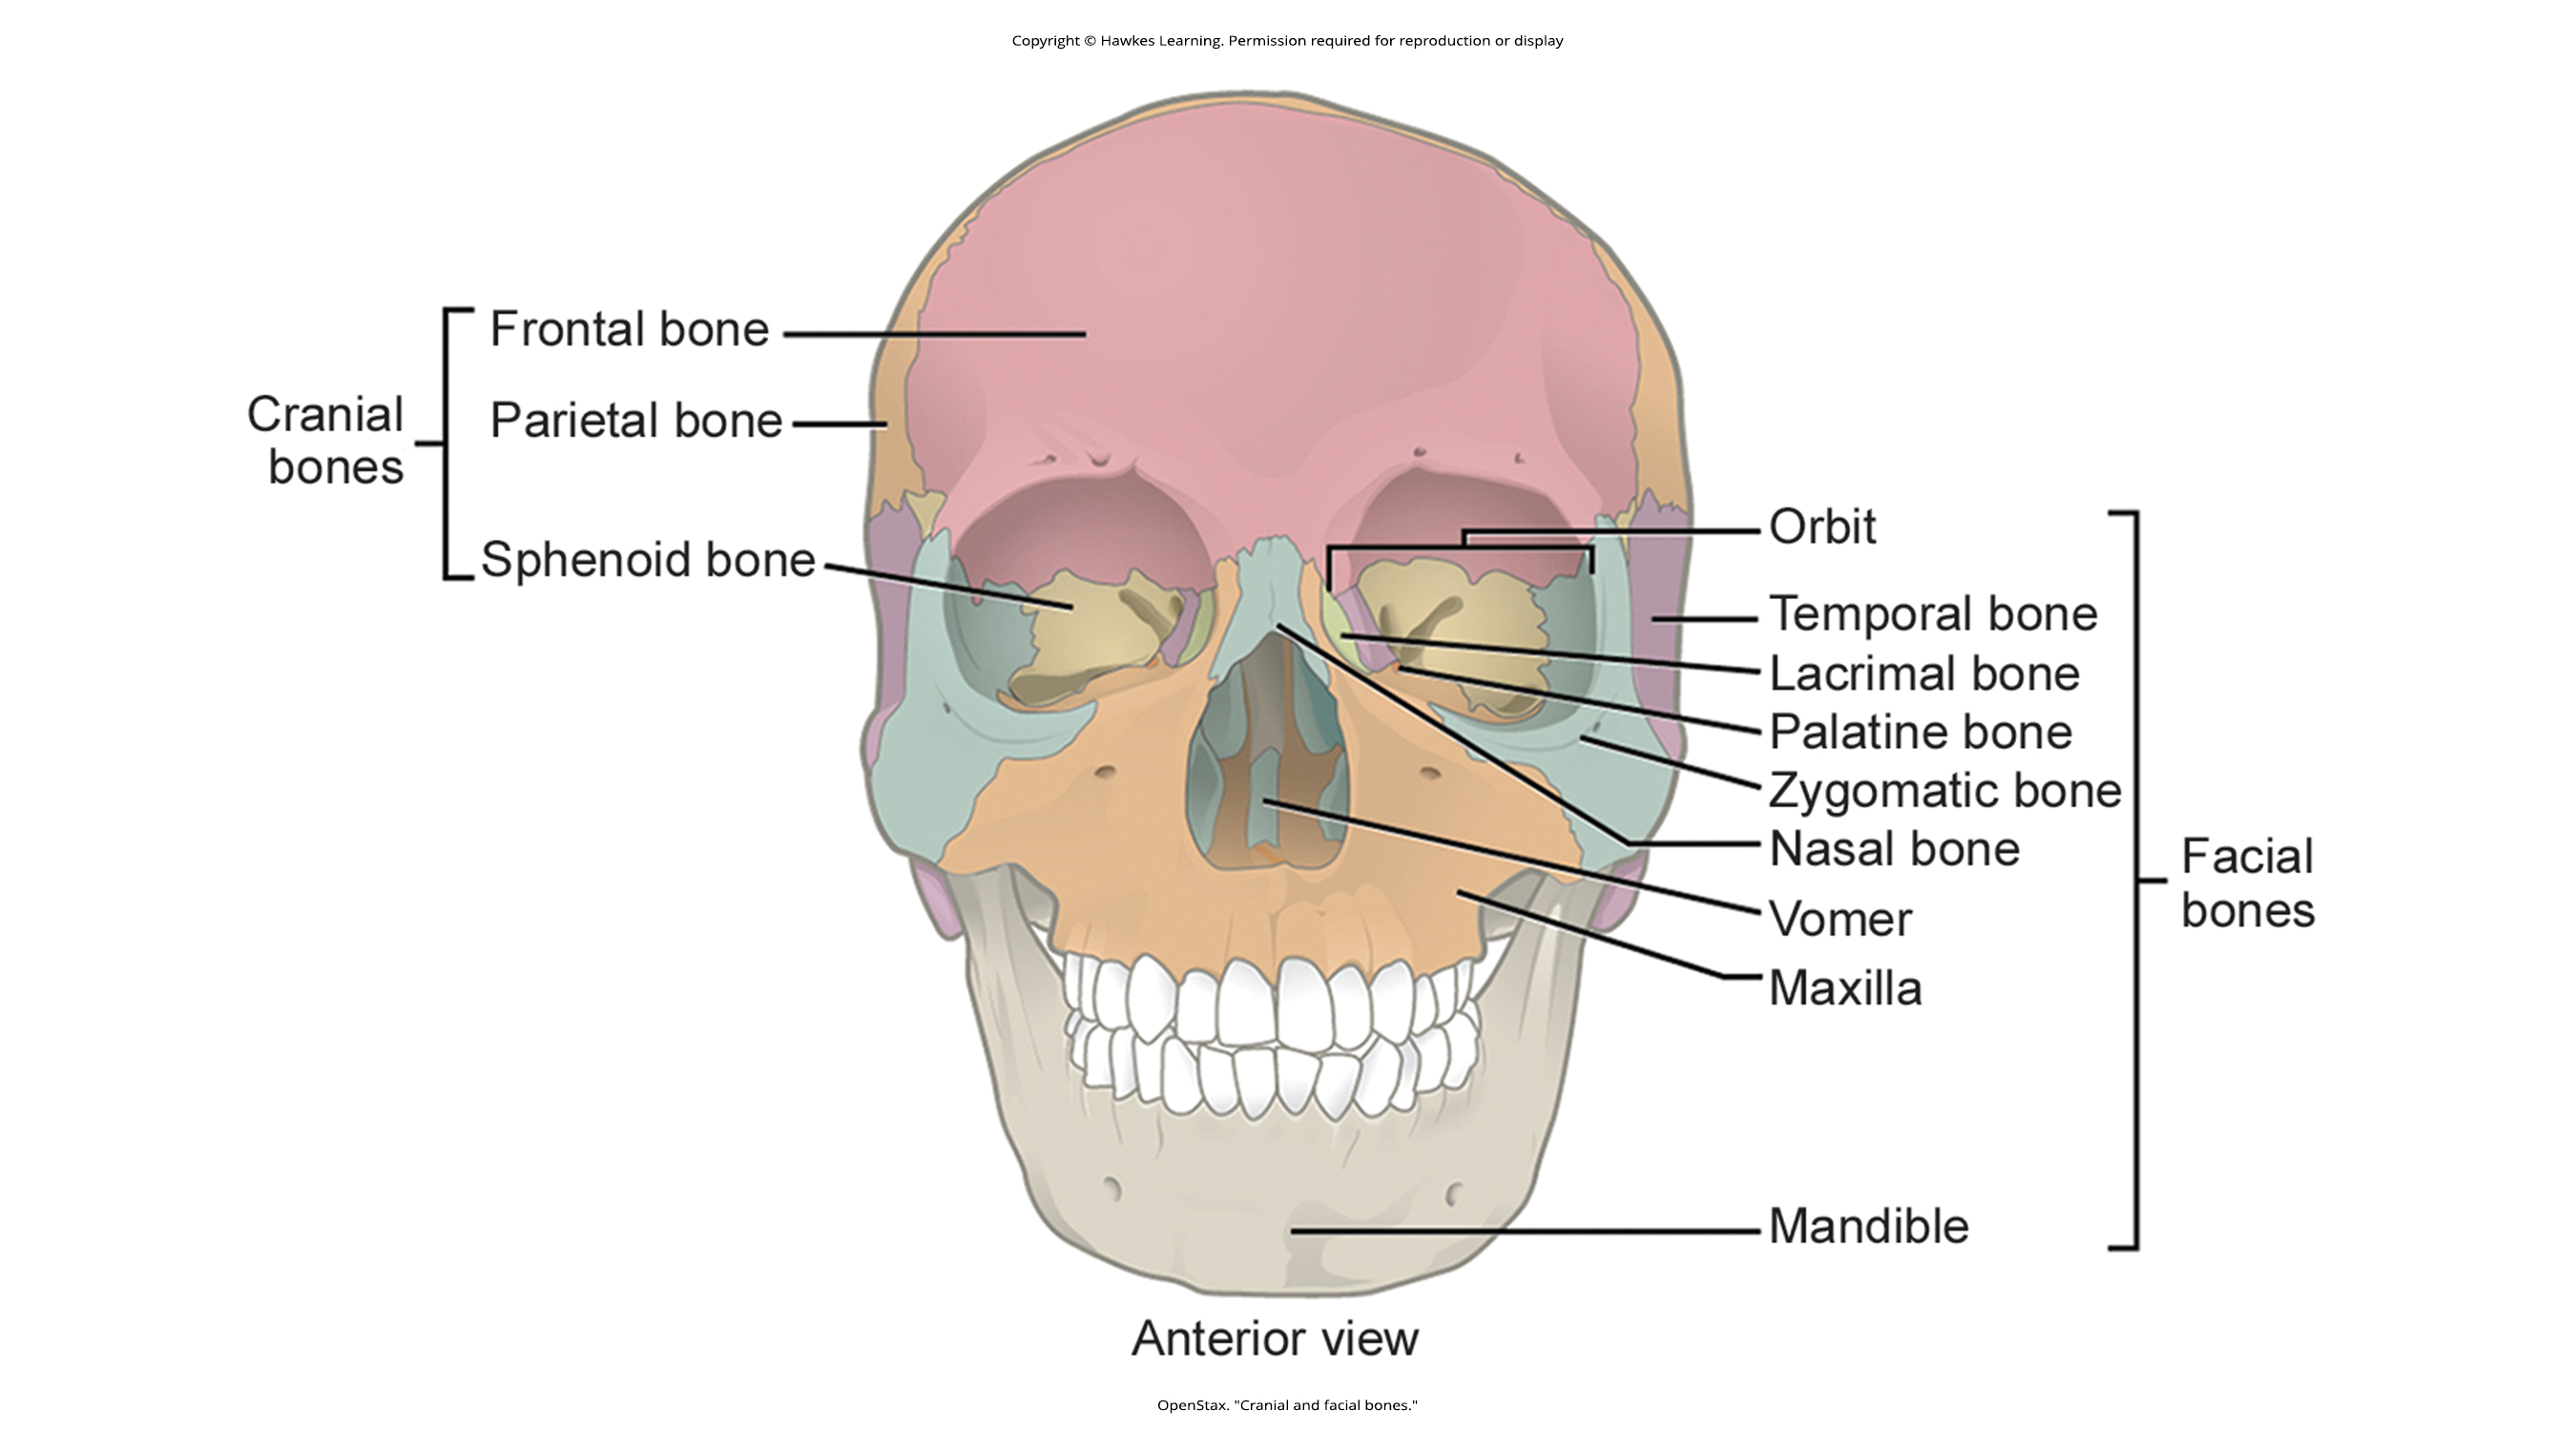 Copyright © Hawkes Learning. Permission required for reproduction or display
Cranial
bones
Frontal bone
Parietal bone
Sphenoid bone
Orbit
Temporal bone
Lacrimal bone
Palatine bone
Zygomatic bone
Nasal bone
Vomer
Maxilla
Mandible
Facial
bones
Anterior view
OpenStax. "Cranial and facial bones."